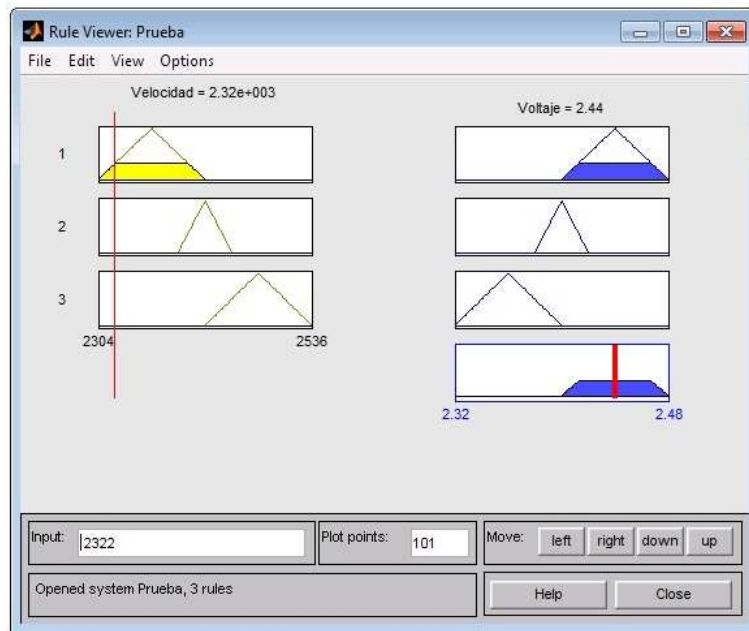 Rule Viewer: Prueba
File Edit View Options
Velocidad = 2.32e+003
Voltaje = 2.44
1
2
3
2304 2536
2.32 2.48
Input: 2322 Plot points: 101 Move: left right down up
Opened system Prueba, 3 rules Help Close